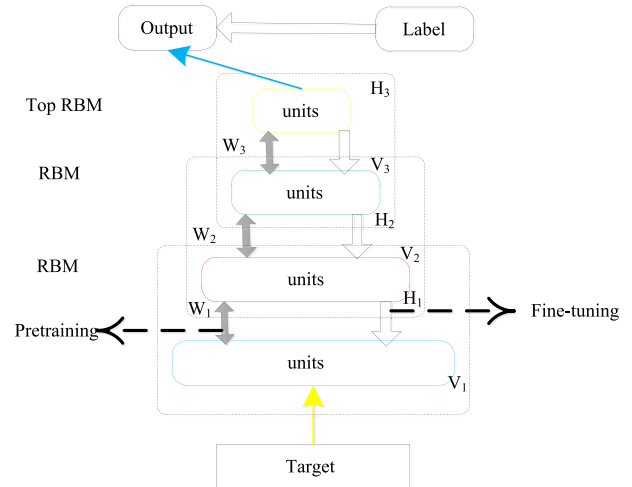 Output
Label
Top RBM
H3
units
W3
V3
RBM
units
H2
W2
V2
RBM
units
H1
W1
Pretraining
Fine-tuning
units
V1
Target